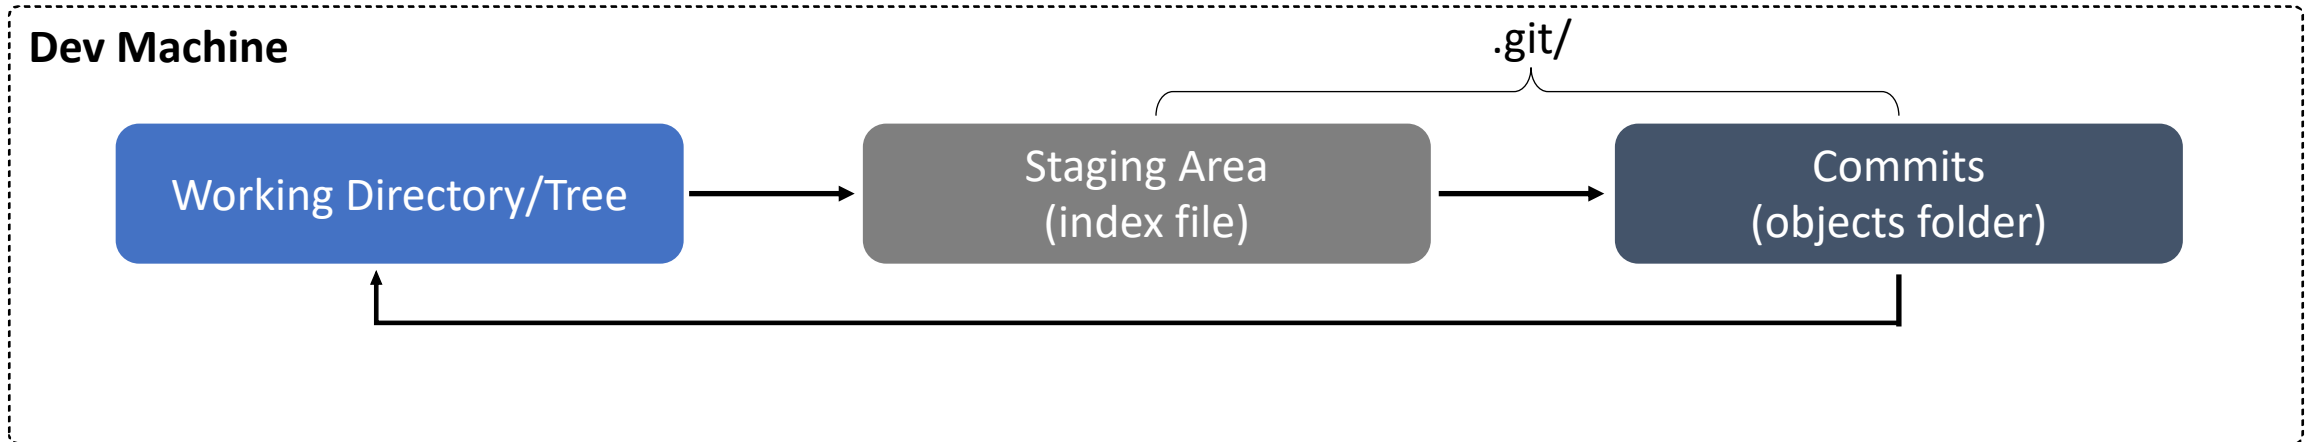 Dev Machine
.git/
Working Directory/Tree
Staging Area
(index file)
Commits
(objects folder)